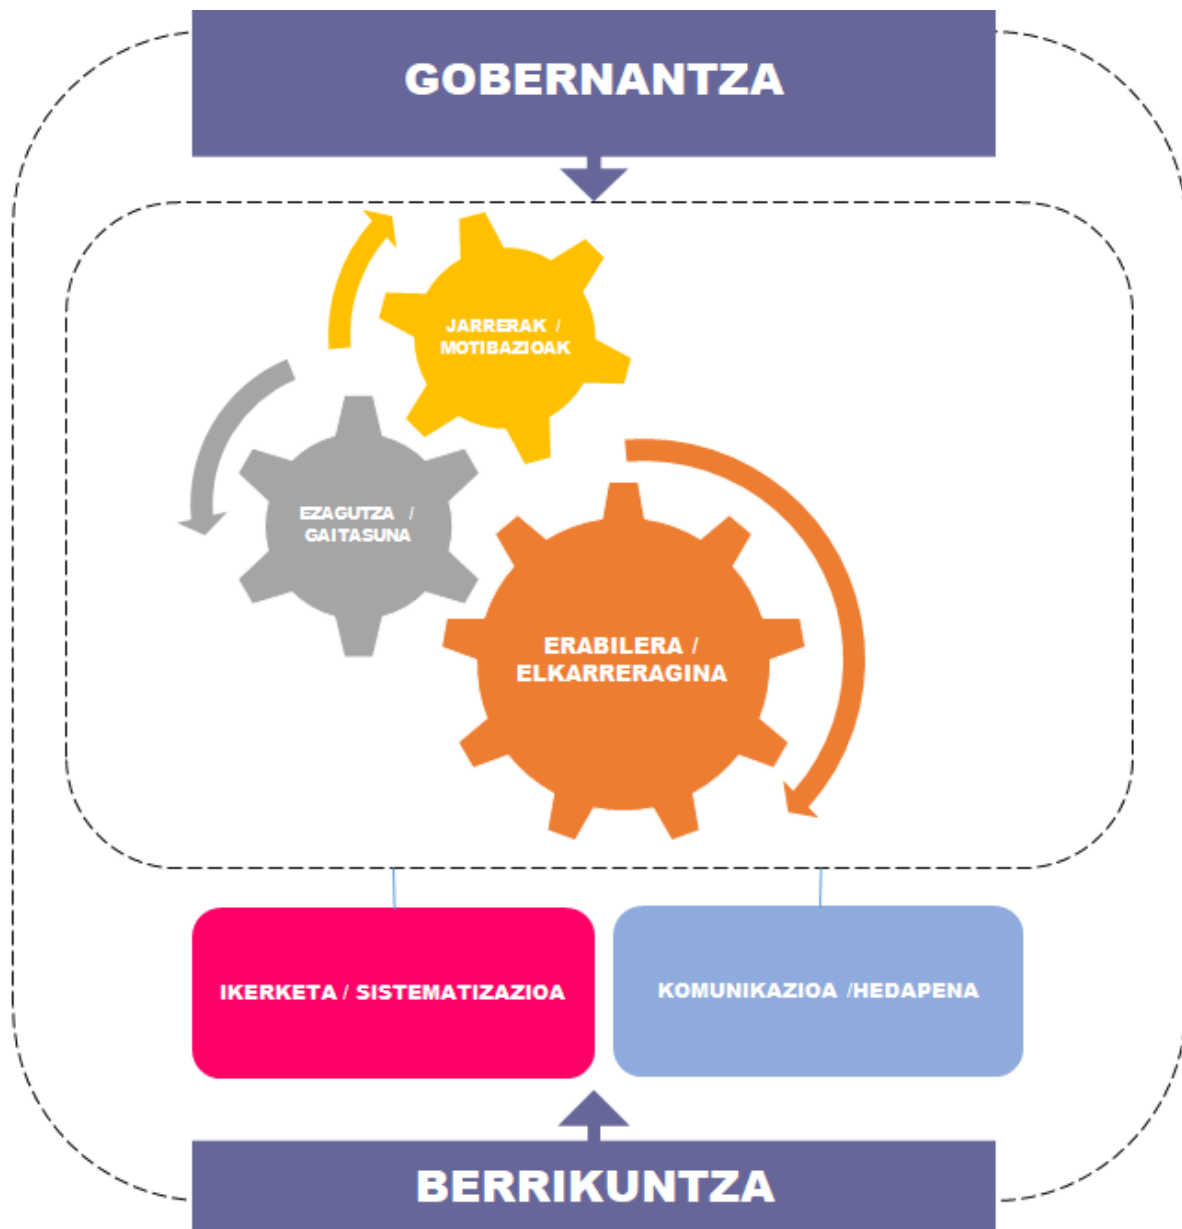 GOBERNANTZA
JARRERAK /
MOTIBAZIOAK
EZAGUTZA /
GAITASUNA
ERABILERA /
ELKARRERAGINA
IKERKETA / SISTEMATIZAZIOA
KOMUNIKAZIOA /HEDAPENA
BERRIKUNTZA